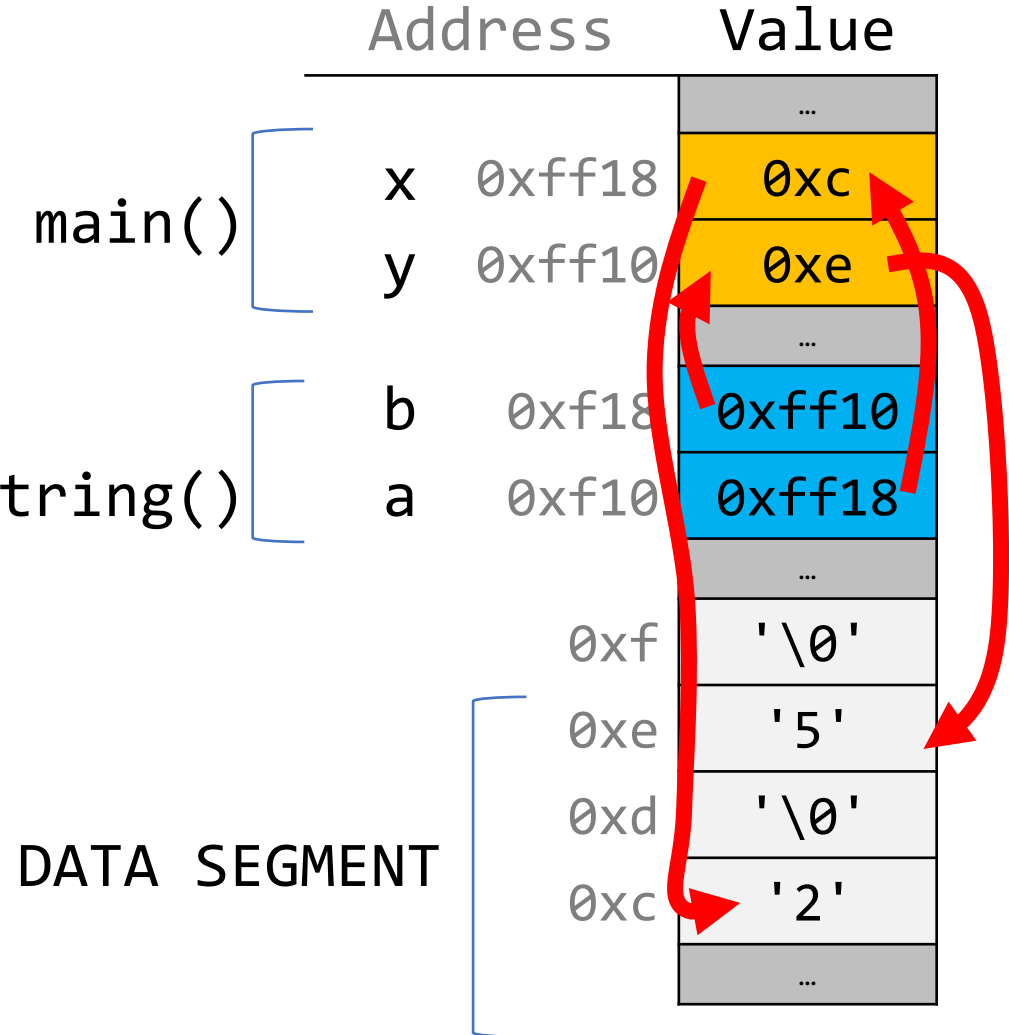 Address Value
…
x 0xff18 0xc
main()
y 0xff10 0xe
…
b 0xf18 0xff10
tring()
a 0xf10 0xff18
…
0xf '\0'
0xe '5'
0xd '\0'
DATA SEGMENT
0xc '2'
…